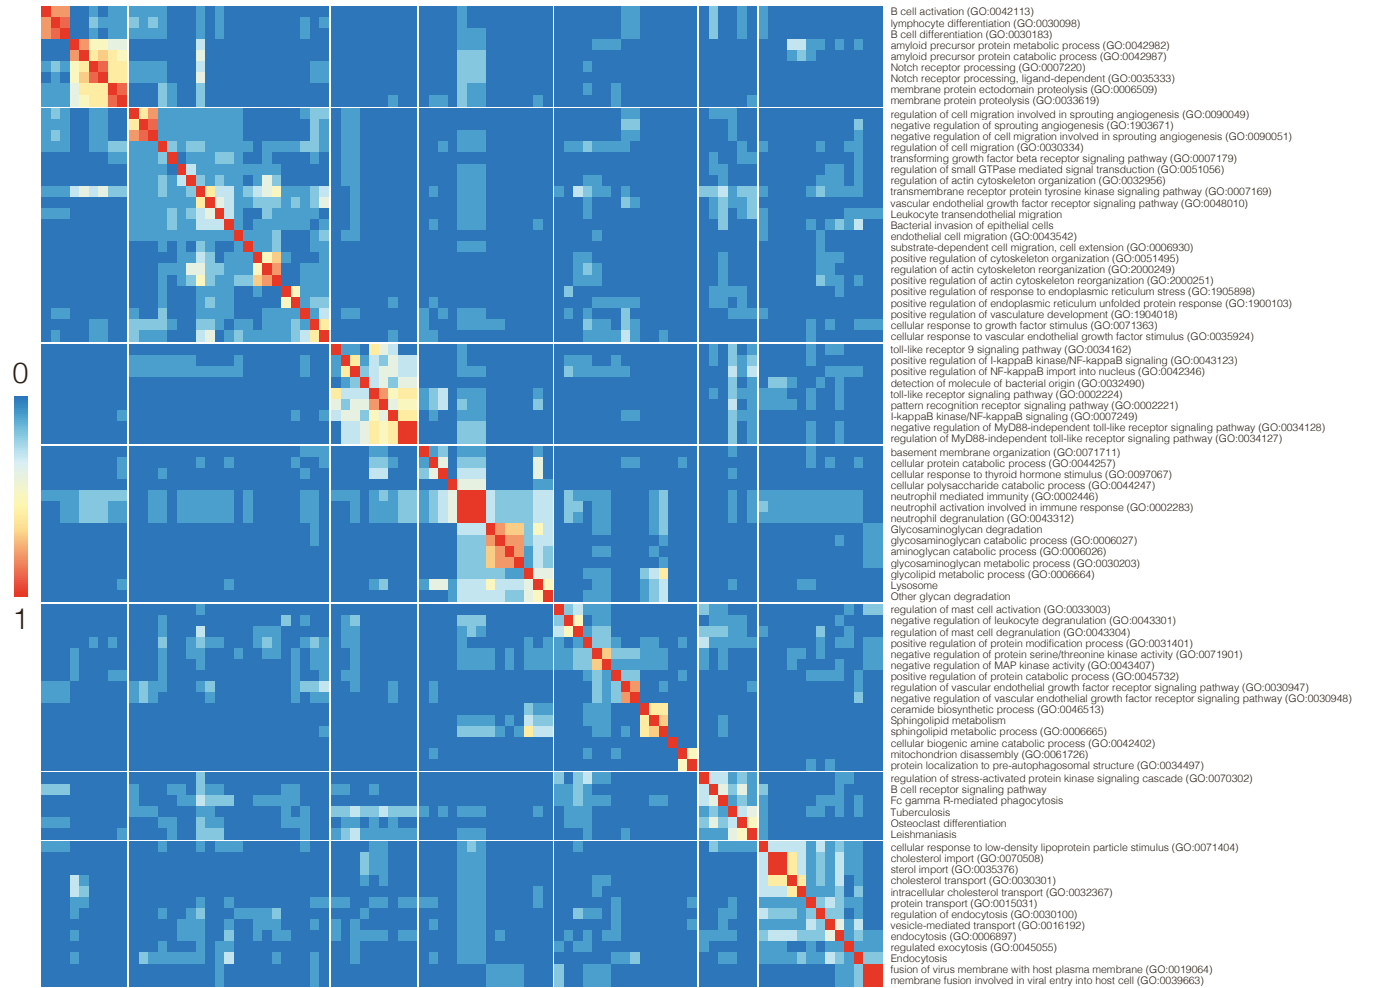 B cell activation (GO:0042113)
lymphocyte differentiation (GO:0030098)
B cell differentiation (GO:0030183)
amyloid precursor protein metabolic process (GO:0042982)
amyloid precursor protein catabolic process (GO:0042987)
Notch receptor processing (GO:0007220)
Notch receptor processing, ligand-dependent (GO:0035333)
membrane protein ectodomain proteolysis (GO:0006509)
membrane protein proteolysis (GO:0033619)
regulation of cell migration involved in sprouting angiogenesis (GO:0090049)
negative regulation of sprouting angiogenesis (GO:1903671)
negative regulation of cell migration involved in sprouting angiogenesis (GO:0090051)
regulation of cell migration (GO:0030334)
transforming growth factor beta receptor signaling pathway (GO:0007179)
regulation of small GTPase mediated signal transduction (GO:0051056)
regulation of actin cytoskeleton organization (GO:0032956)
transmembrane receptor protein tyrosine kinase signaling pathway (GO:0007169)
vascular endothelial growth factor receptor signaling pathway (GO:0048010)
Leukocyte transendothelial migration
Bacterial invasion of epithelial cells
endothelial cell migration (GO:0043542)
substrate-dependent cell migration, cell extension (GO:0006930)
positive regulation of cytoskeleton organization (GO:0051495)
regulation of actin cytoskeleton reorganization (GO:2000249)
positive regulation of actin cytoskeleton reorganization (GO:2000251)
positive regulation of response to endoplasmic reticulum stress (GO:1905898)
positive regulation of endoplasmic reticulum unfolded protein response (GO:1900103)
positive regulation of vasculature development (GO:1904018)
cellular response to growth factor stimulus (GO:0071363)
cellular response to vascular endothelial growth factor stimulus (GO:0035924)
toll-like receptor 9 signaling pathway (GO:0034162)
positive regulation of I-kappaB kinase/NF-kappaB signaling (GO:0043123)
positive regulation of NF-kappaB import into nucleus (GO:0042346)
detection of molecule of bacterial origin (GO:0032490)
toll-like receptor signaling pathway (GO:0002224)
pattern recognition receptor signaling pathway (GO:0002221)
I-kappaB kinase/NF-kappaB signaling (GO:0007249)
negative regulation of MyD88-independent toll-like receptor signaling pathway (GO:0034128)
regulation of MyD88-independent toll-like receptor signaling pathway (GO:0034127)
basement membrane organization (GO:0071711)
cellular protein catabolic process (GO:0044257)
cellular response to thyroid hormone stimulus (GO:0097067)
cellular polysaccharide catabolic process (GO:0044247)
neutrophil mediated immunity (GO:0002446)
neutrophil activation involved in immune response (GO:0002283)
neutrophil degranulation (GO:0043312)
Glycosaminoglycan degradation
glycosaminoglycan catabolic process (GO:0006027)
aminoglycan catabolic process (GO:0006026)
glycosaminoglycan metabolic process (GO:0030203)
glycolipid metabolic process (GO:0006664)
Lysosome
Other glycan degradation
regulation of mast cell activation (GO:0033003)
negative regulation of leukocyte degranulation (GO:0043301)
regulation of mast cell degranulation (GO:0043304)
positive regulation of protein modification process (GO:0031401)
negative regulation of protein serine/threonine kinase activity (GO:0071901)
negative regulation of MAP kinase activity (GO:0043407)
positive regulation of protein catabolic process (GO:0045732)
regulation of vascular endothelial growth factor receptor signaling pathway (GO:0030947)
negative regulation of vascular endothelial growth factor receptor signaling pathway (GO:0030948)
ceramide biosynthetic process (GO:0046513)
Sphingolipid metabolism
sphingolipid metabolic process (GO:0006665)
cellular biogenic amine catabolic process (GO:0042402)
mitochondrion disassembly (GO:0061726)
protein localization to pre-autophagosomal structure (GO:0034497)
regulation of stress-activated protein kinase signaling cascade (GO:0070302)
B cell receptor signaling pathway
Fc gamma R-mediated phagocytosis
Tuberculosis
Osteoclast differentiation
Leishmaniasis
cellular response to low-density lipoprotein particle stimulus (GO:0071404)
cholesterol import (GO:0070508)
sterol import (GO:0035376)
cholesterol transport (GO:0030301)
intracellular cholesterol transport (GO:0032367)
protein transport (GO:0015031)
regulation of endocytosis (GO:0030100)
vesicle-mediated transport (GO:0016192)
endocytosis (GO:0006897)
regulated exocytosis (GO:0045055)
Endocytosis
fusion of virus membrane with host plasma membrane (GO:0019064)
membrane fusion involved in viral entry into host cell (GO:0039663)
0
1